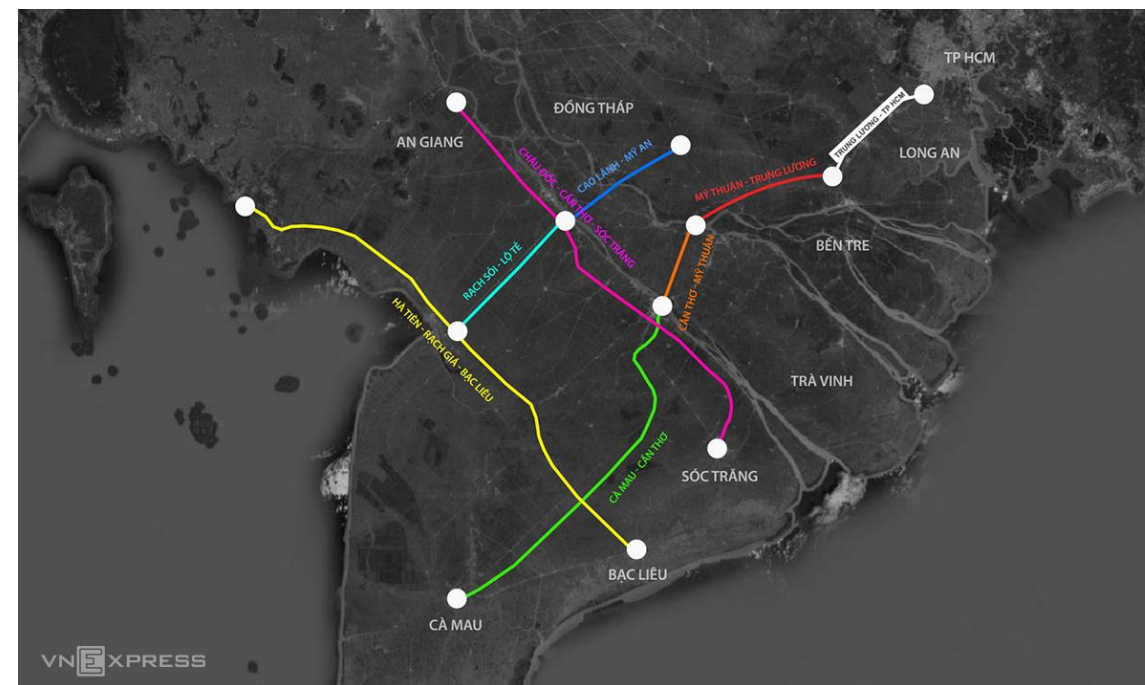 TP HCM
ĐỒNG THÁP
TRUNG LƯƠNG - TP HCM
AN GIANG
LONG AN
CHÂU ĐỐC - CẦN THƠ - SÓC TRĂNG
CAO LÃNH - MỸ AN
MỸ THUẬN - TRUNG LƯƠNG
BẾN TRE
RẠCH SỎI - LỘ TẺ
CẦN THƠ - MỸ THUẬN
HÀ TIÊN - RẠCH GIÁ - BẠC LIÊU
TRÀ VINH
CÀ MAU - CẦN THƠ
SÓC TRĂNG
BẠC LIÊU
CÀ MAU
VNEXPRESS